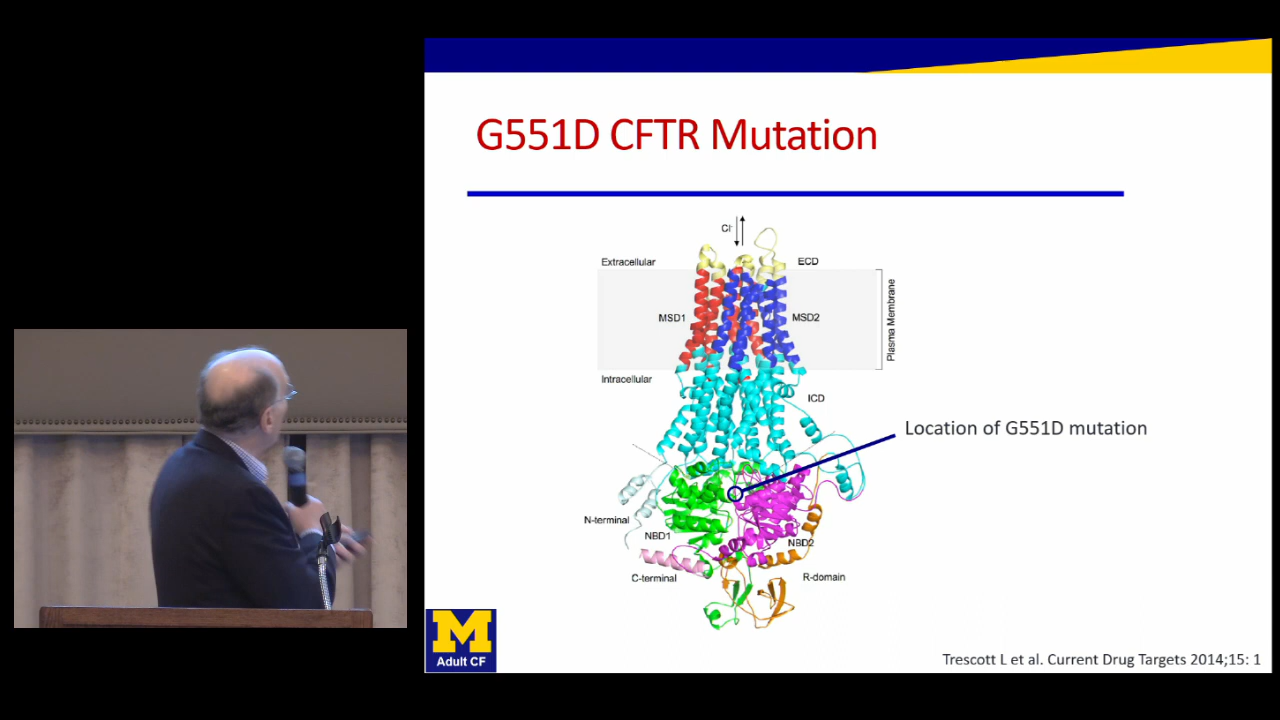 G551D CFTR Mutation
Cl-
Extracellular
ECD
MSD1
MSD2
Plasma Membrane
Intracellular
ICD
Location of G551D mutation
N-terminal
NBD1
NBD2
C-terminal
R-domain
M
Adult CF
Trescott L et al. Current Drug Targets 2014;15: 1